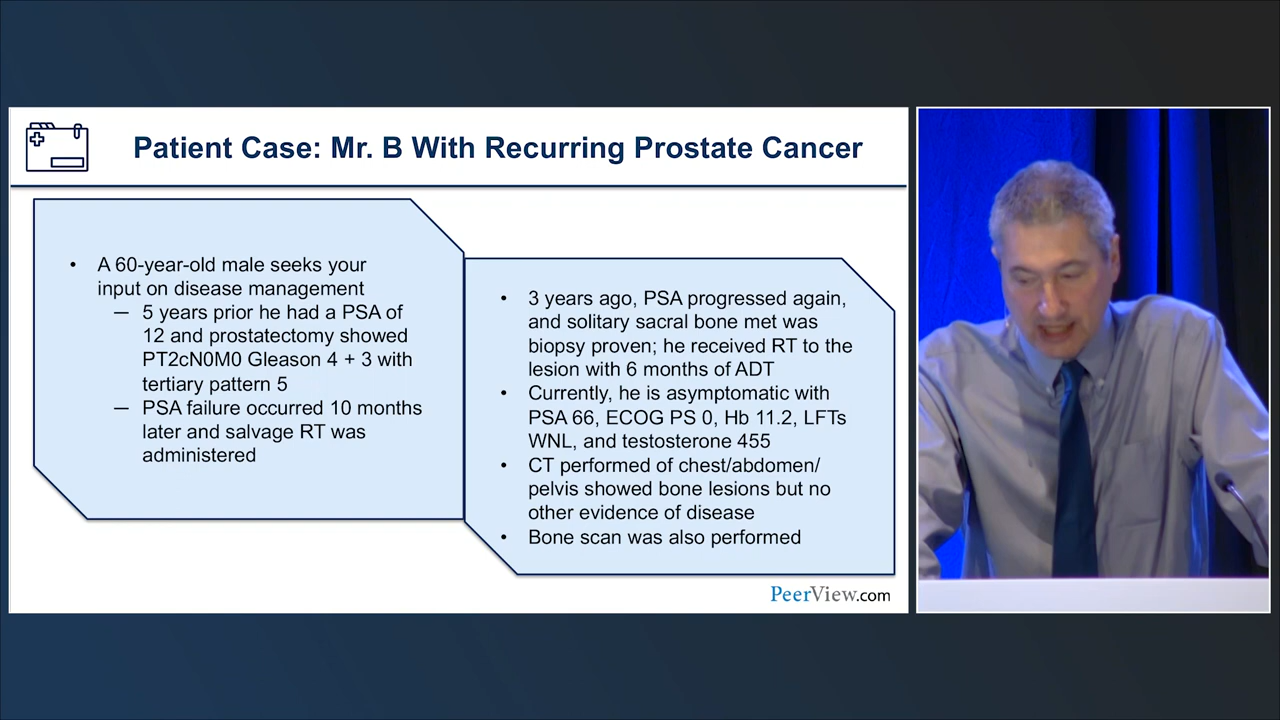 Patient Case: Mr. B With Recurring Prostate Cancer
• A 60-year-old male seeks your
input on disease management
— 5 years prior he had a PSA of
12 and prostatectomy showed
PT2cN0M0 Gleason 4 + 3 with
tertiary pattern 5
— PSA failure occurred 10 months
later and salvage RT was
administered
• 3 years ago, PSA progressed again,
and solitary sacral bone met was
biopsy proven; he received RT to the
lesion with 6 months of ADT
• Currently, he is asymptomatic with
PSA 66, ECOG PS 0, Hb 11.2, LFTs
WNL, and testosterone 455
• CT performed of chest/abdomen/
pelvis showed bone lesions but no
other evidence of disease
• Bone scan was also performed
PeerView.com